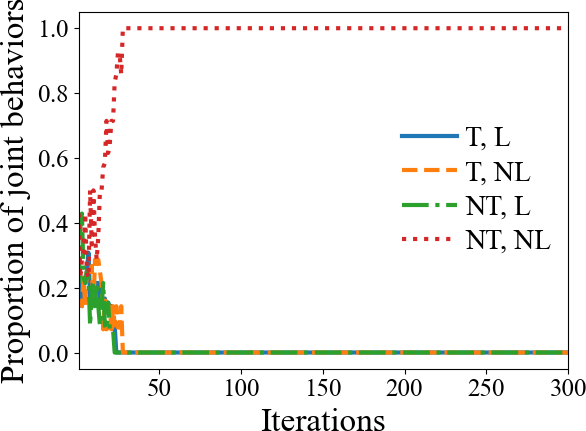 Proportion of joint behaviors
1.0
0.8
0.6
0.4
0.2
0.0
T, L
T, NL
NT, L
NT, NL
50 100 150 200 250 300
Iterations